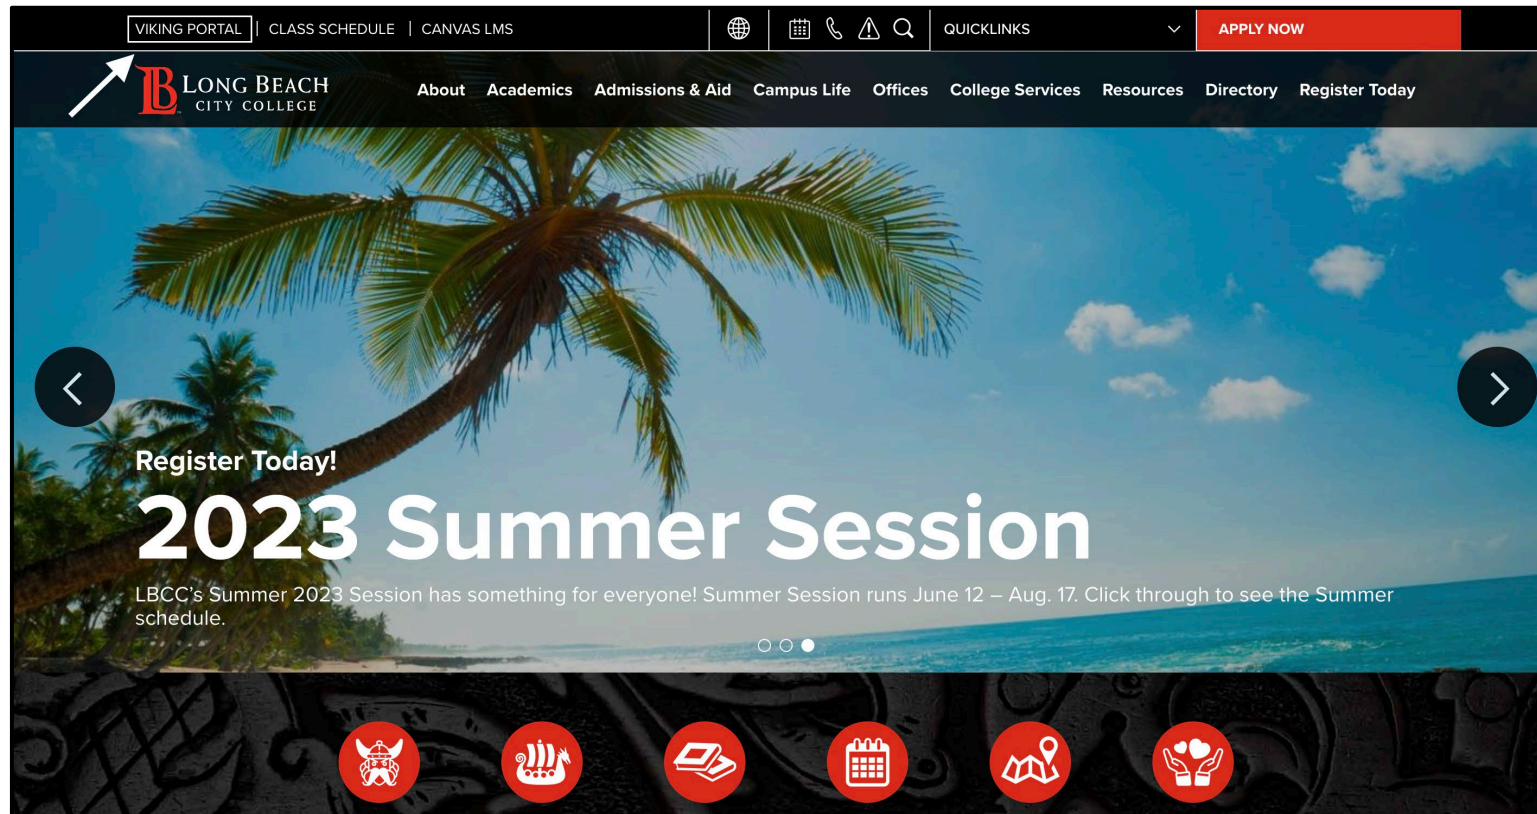 VIKING PORTAL | CLASS SCHEDULE | CANVAS LMS
QUICKLINKS
APPLY NOW
LB LONG BEACH
CITY COLLEGE
About Academics Admissions & Aid Campus Life Offices College Services Resources Directory Register Today
Register Today!
2023 Summer Session
LBCC's Summer 2023 Session has something for everyone! Summer Session runs June 12 – Aug. 17. Click through to see the Summer
schedule.